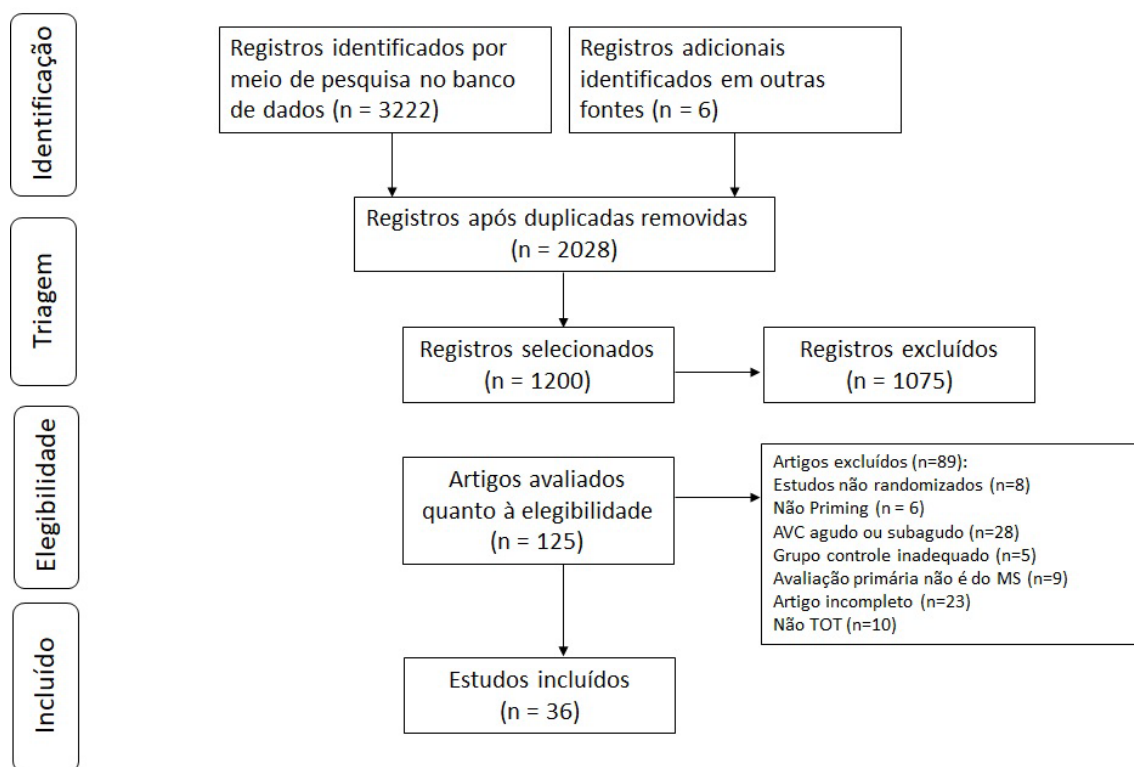 Identificação
Registros identificados por
meio de pesquisa no banco
de dados (n = 3222)
Registros adicionais
identificados em outras
fontes (n = 6)
Triagem
Registros após duplicadas removidas
(n = 2028)
Registros selecionados
(n = 1200)
Registros excluídos
(n = 1075)
Elegibilidade
Artigos avaliados
quanto à elegibilidade
(n = 125)
Artigos excluídos (n=89):
Estudos não randomizados (n=8)
Não Priming (n = 6)
AVC agudo ou subagudo (n=28)
Grupo controle inadequado (n=5)
Avaliação primária não é do MS (n=9)
Artigo incompleto (n=23)
Não TOT (n=10)
Incluído
Estudos incluídos
(n = 36)